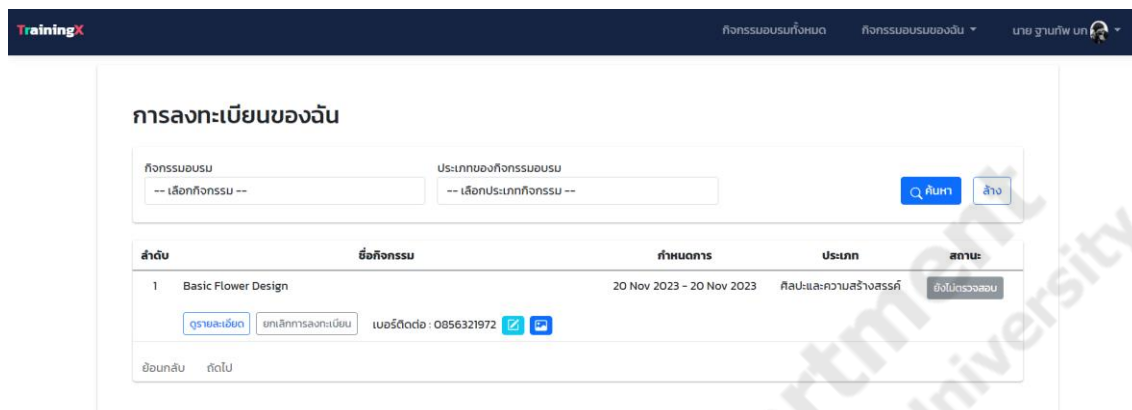 TrainingX กิจกรรมอบรมทั้งหมด กิจกรรมอบรมของฉัน นาย ฐานทัพ บก
การลงทะเบียนของฉัน
กิจกรรมอบรม ประเภทของกิจกรรมอบรม
-- เลือกกิจกรรม -- -- เลือกประเภทกิจกรรม -- ค้นหา ล้าง
ลำดับ ชื่อกิจกรรม กำหนดการ ประเภท สถานะ
1 Basic Flower Design 20 Nov 2023 - 20 Nov 2023 ศิลปะและความสร้างสรรค์ ยังไม่ตรวจสอบ
ดูรายละเอียด ยกเลิกการลงทะเบียน เบอร์ติดต่อ : 0856321972
ย้อนกลับ ถัดไป